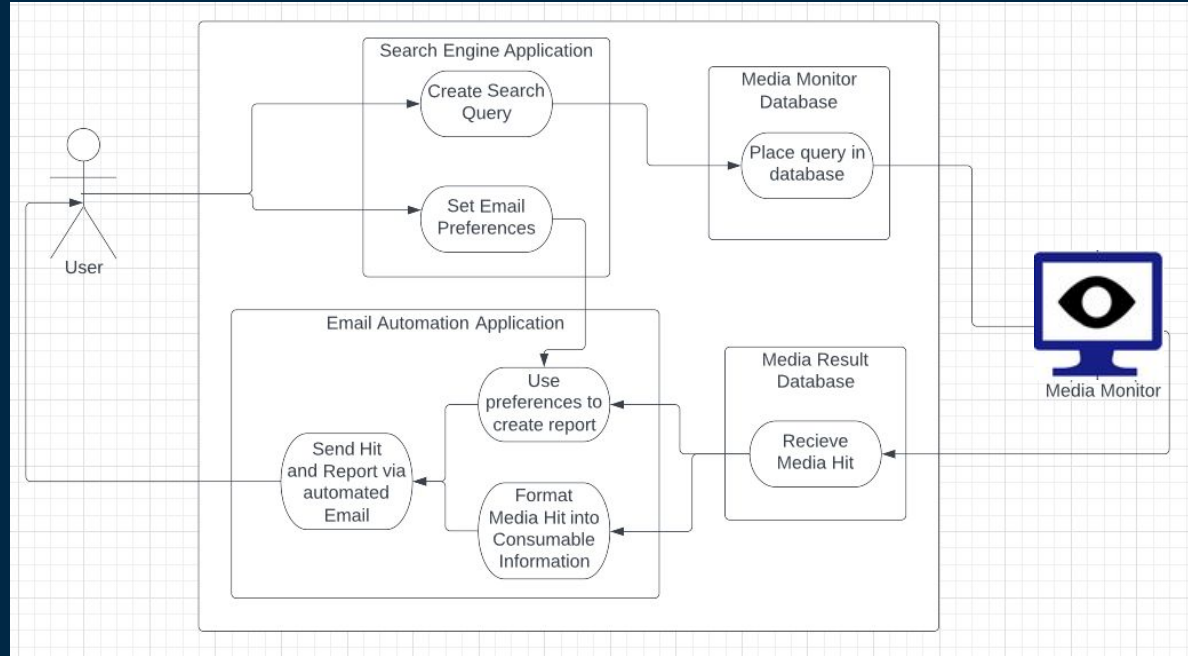 Search Engine Application
Create Search
Query
Set Email
Preferences
Media Monitor
Database
Place query in
database
User
Media Monitor
Email Automation Application
Use
preferences to
create report
Send Hit
and Report via
automated
Email
Format
Media Hit into
Consumable
Information
Media Result
Database
Recieve
Media Hit